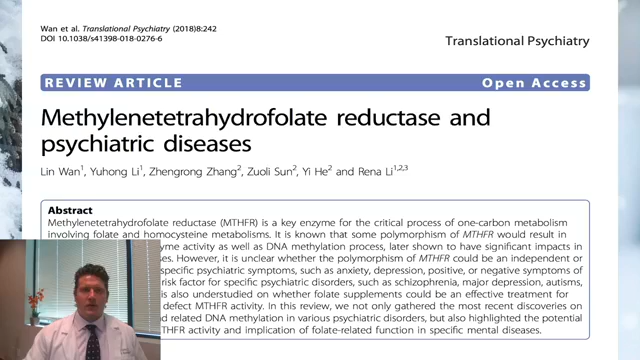 Wan et al. Translational Psychiatry (2018)8:242
DOI 10.1038/s41398-018-0276-6
Translational Psychiatry
REVIEW ARTICLE
Open Access
Methylenetetrahydrofolate reductase and
psychiatric diseases
Lin Wan1, Yuhong Li1, Zhengrong Zhang2, Zuoli Sun2, Yi He2 and Rena Li1,2,3
Abstract
Methylenetetrahydrofolate reductase (MTHFR) is a key enzyme for the critical process of one-carbon metabolism
involving folate and homocysteine metabolisms. It is known that some polymorphism of MTHFR would result in
activity as well as DNA methylation process, later shown to have significant impacts in
However, it is unclear whether the polymorphism of MTHFR could be an independent or
specific psychiatric symptoms, such as anxiety, depression, positive, or negative symptoms of
risk factor for specific psychiatric disorders, such as schizophrenia, major depression, autisms,
is also understudied on whether folate supplements could be an effective treatment for
defect MTHFR activity. In this review, we not only gathered the most recent discoveries on
related DNA methylation in various psychiatric disorders, but also highlighted the potential
activity and implication of folate-related function in specific mental diseases.